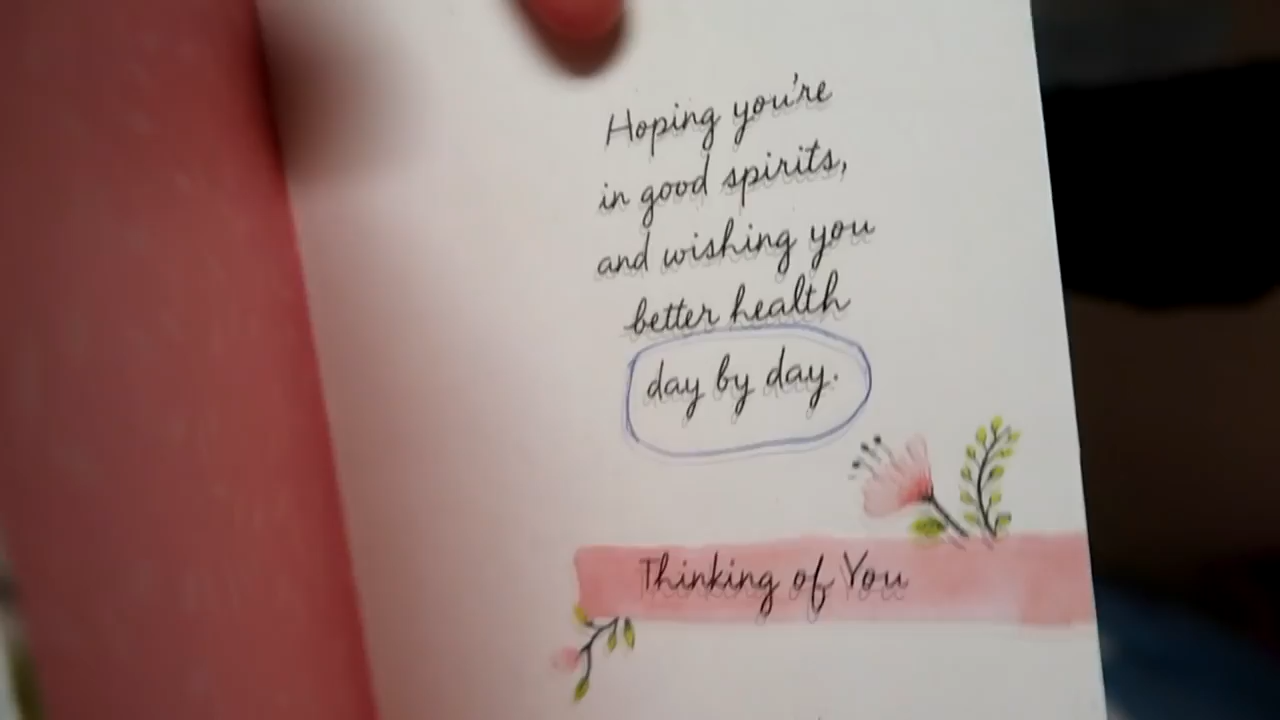 Hoping you're
in good spirits,
and wishing you
better health
day by day.
Thinking of You